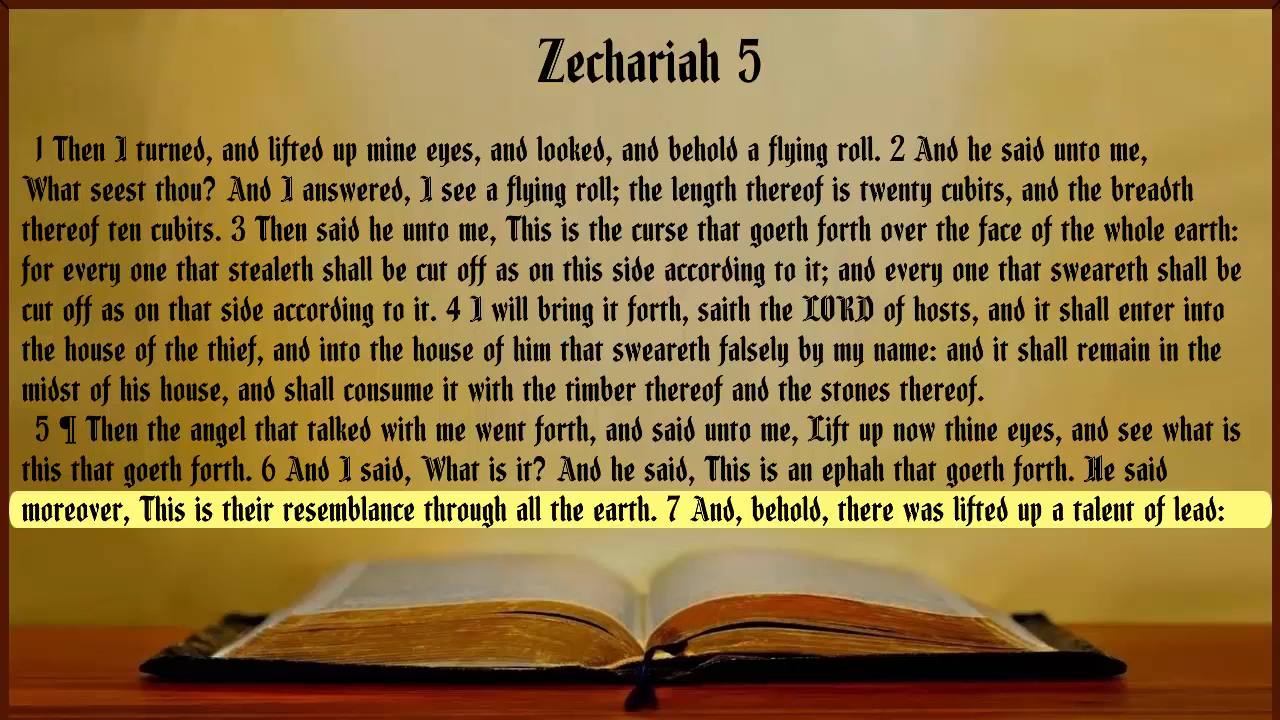 Zechariah 5
1 Then I turned, and lifted up mine eyes, and looked, and behold a flying roll. 2 And he said unto me,
What seest thou? And I answered, I see a flying roll; the length thereof is twenty cubits, and the breadth
thereof ten cubits. 3 Then said he unto me, This is the curse that goeth forth over the face of the whole earth:
for every one that stealeth shall be cut off as on this side according to it; and every one that sweareth shall be
cut off as on that side according to it. 4 I will bring it forth, saith the LORD of hosts, and it shall enter into
the house of the thief, and into the house of him that sweareth falsely by my name: and it shall remain in the
midst of his house, and shall consume it with the timber thereof and the stones thereof.
5 ¶ Then the angel that talked with me went forth, and said unto me, Lift up now thine eyes, and see what is
this that goeth forth. 6 And I said, What is it? And he said, This is an ephah that goeth forth. He said
moreover, This is their resemblance through all the earth. 7 And, behold, there was lifted up a talent of lead: